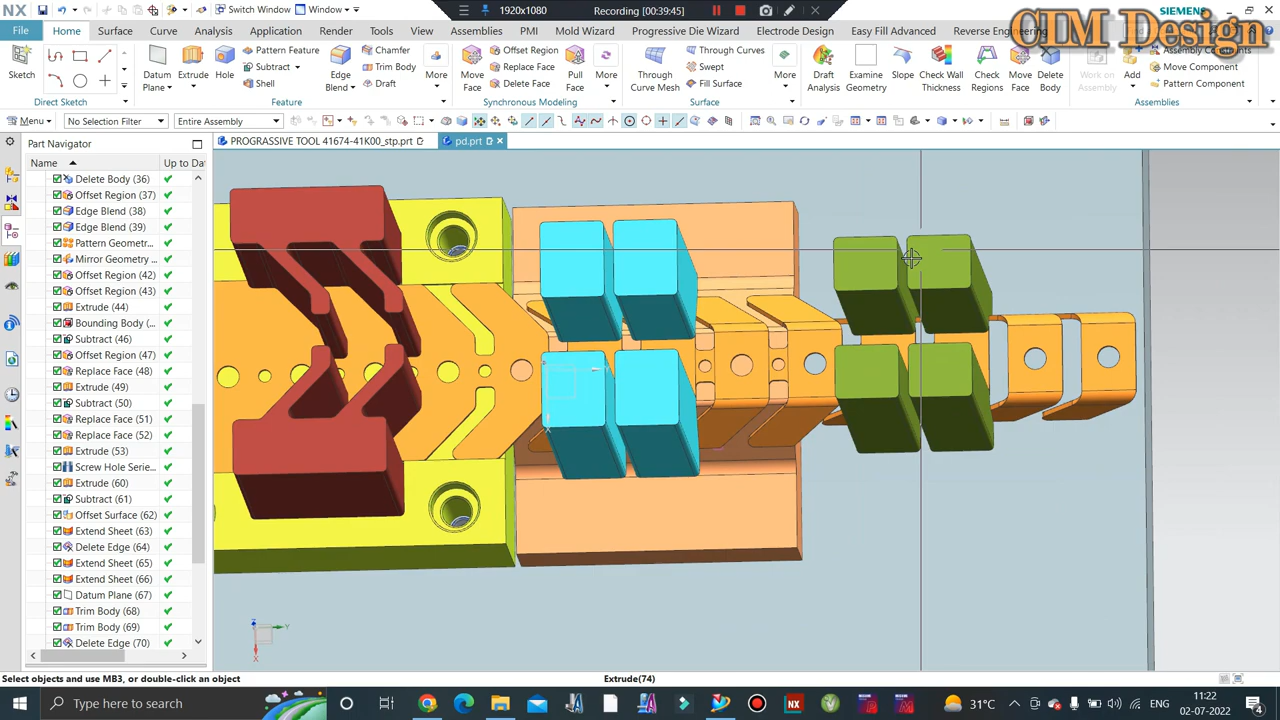 NX Switch Window Window 1920x1080 Recording [00:39:45] SIEMENS
File Home Surface Curve Analysis Application Render Tools View Assemblies PMI Mold Wizard Progressive Die Wizard Electrode Design Easy Fill Advanced Reverse Engineering
CIM Design
Sketch Direct Sketch
Datum Plane Extrude Hole Pattern Feature Subtract Shell Edge Blend Chamfer Trim Body Draft More Feature
Move Face Offset Region Replace Face Delete Face Pull Face More Synchronous Modeling
Through Curve Mesh Through Curves Swept Fill Surface More Surface
Draft Analysis Examine Geometry Slope Check Wall Thickness Check Regions Move Face Delete Body
Work on Assembly Add Assembly Constraints Move Component Pattern Component Assemblies
Menu No Selection Filter Entire Assembly
Part Navigator PROGRASSIVE TOOL 41674-41K00_stp.prt pd.prt
Name Up to Da
Delete Body (36)
Offset Region (37)
Edge Blend (38)
Edge Blend (39)
Pattern Geomet...
Mirror Geometry ...
Offset Region (42)
Offset Region (43)
Extrude (44)
Bounding Body (...
Subtract (46)
Offset Region (47)
Replace Face (48)
Extrude (49)
Subtract (50)
Replace Face (51)
Replace Face (52)
Extrude (53)
Screw Hole Serie...
Extrude (60)
Subtract (61)
Offset Surface (62)
Extend Sheet (63)
Delete Edge (64)
Extend Sheet (65)
Extend Sheet (66)
Datum Plane (67)
Trim Body (68)
Trim Body (69)
Delete Edge (70)
Z Y X
Select objects and use MB3, or double-click an object Extrude(74)
Type here to search 31°C ENG 11:22
02-07-2022